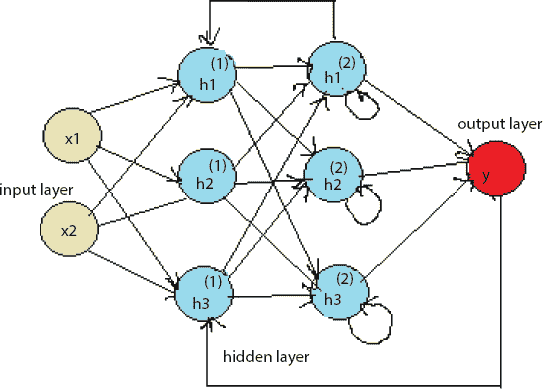 (1)
h1
(2)
h1
output layer
x1
(1)
h2
(2)
h2
y
input layer
x2
(1)
h3
(2)
h3
hidden layer